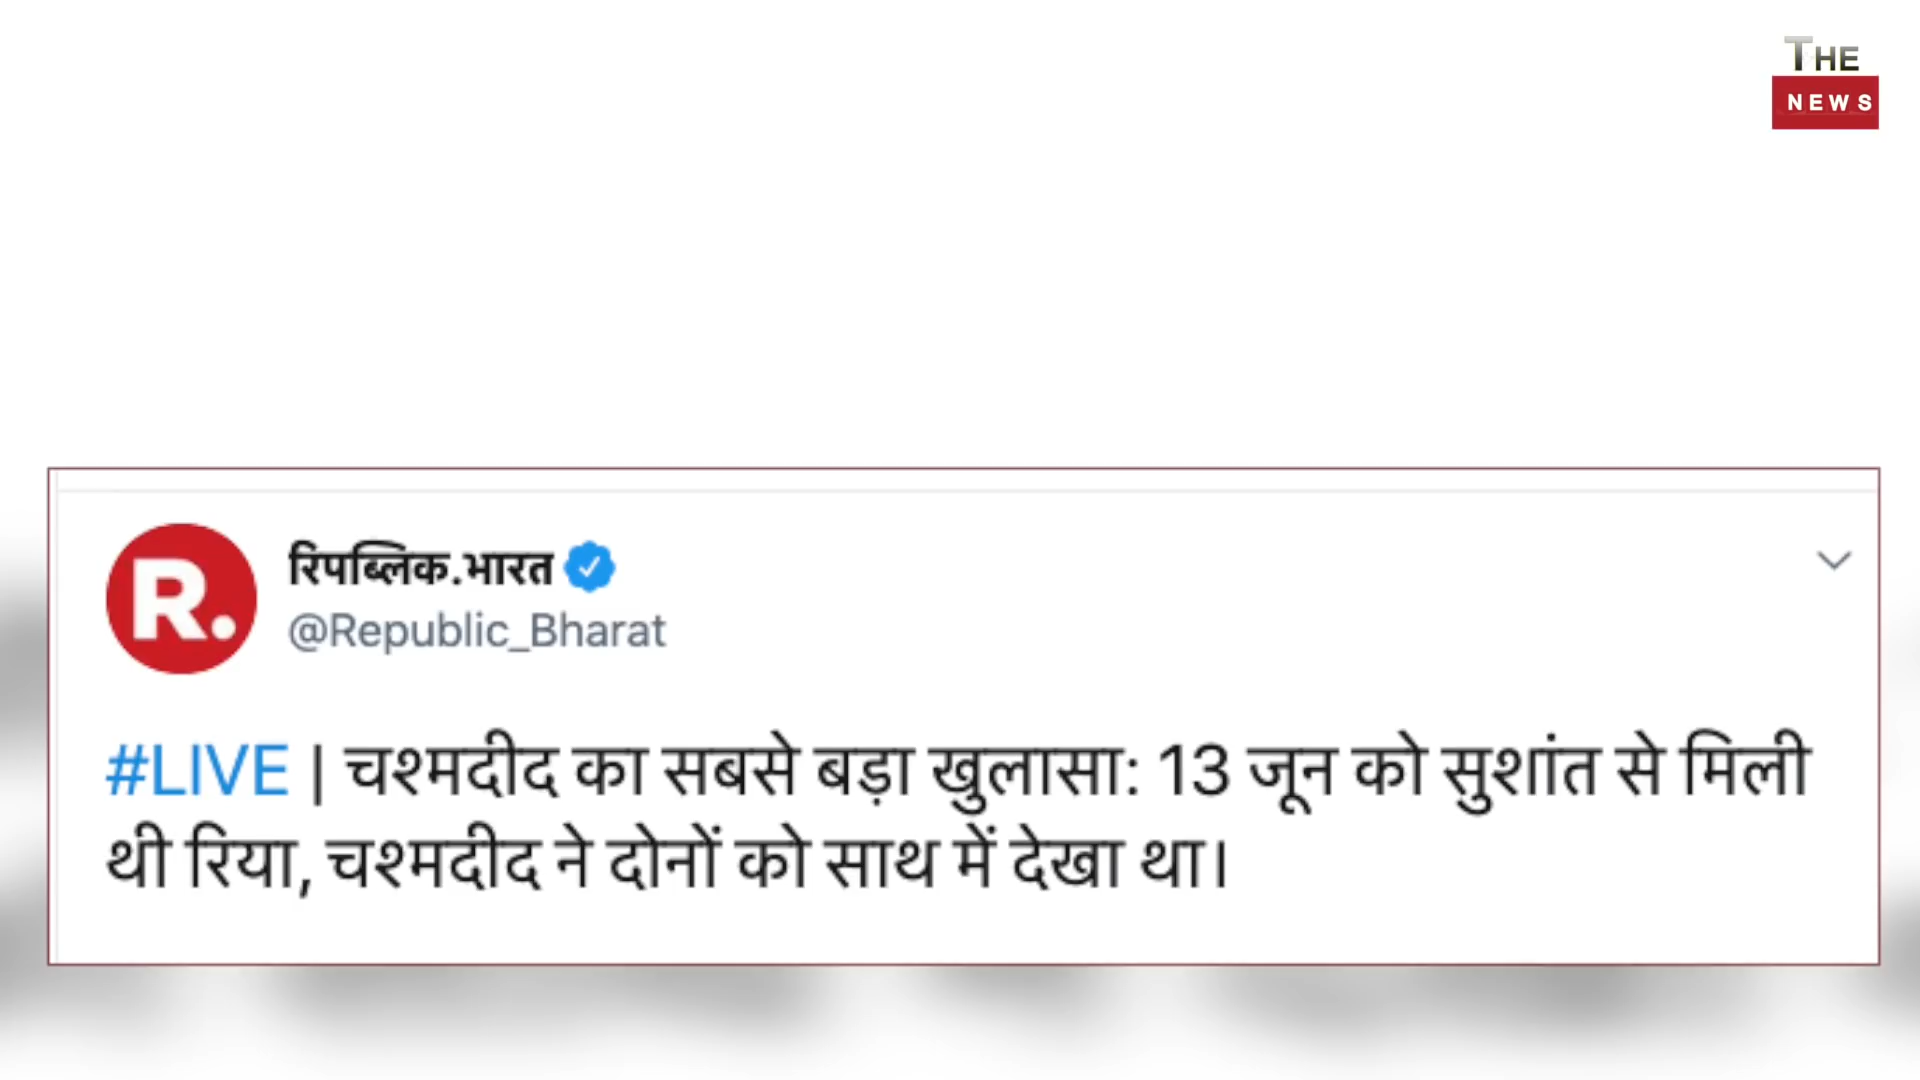 THE
NEWS
रिपब्लिक.भारत
@Republic_Bharat
#LIVE | चश्मदीद का सबसे बड़ा खुलासा: 13 जून को सुशांत से मिली
थी रिया, चश्मदीद ने दोनों को साथ में देखा था।